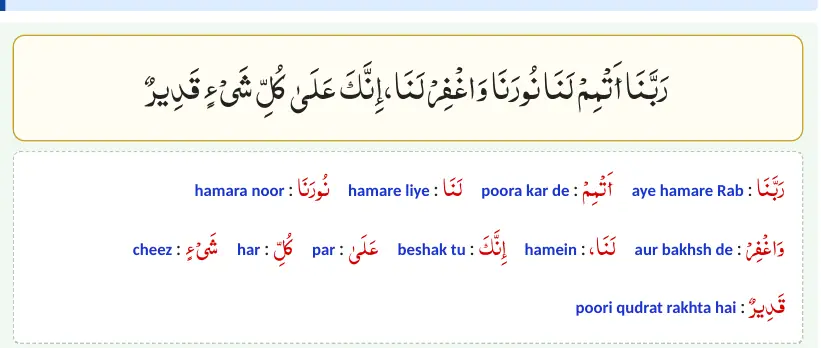 رَبَّنَا أَتْمِمْ لَنَا نُورَنَا وَاغْفِرْ لَنَا، إِنَّكَ عَلَىٰ كُلِّ شَىْءٍ قَدِيرٌ
رَبَّنَا : aye hamare Rab أَتْمِمْ : poora kar de لَنَا : hamare liye نُورَنَا : hamara noor
وَاغْفِرْ : aur bakhsh de لَنَا، : hamein إِنَّكَ : beshak tu عَلَىٰ : par كُلِّ : har شَىْءٍ : cheez
قَدِيرٌ : poori qudrat rakhta hai